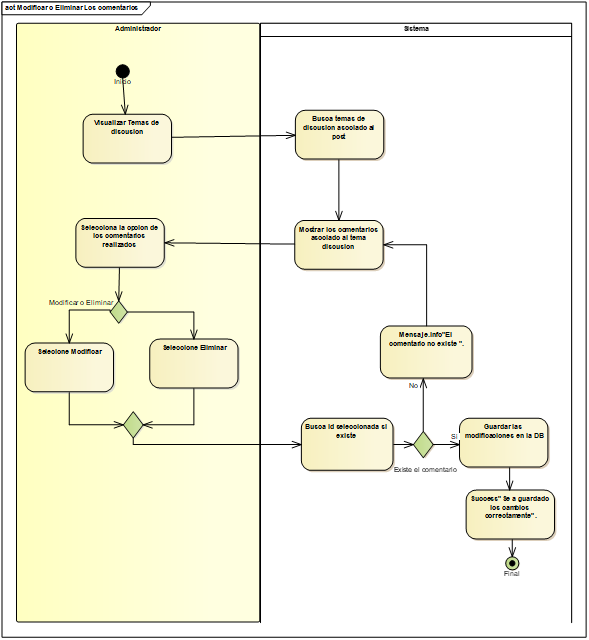 act Modificar o Eliminar Los comentarios
Administrador
Sistema
Inicio
Visualizar Temas de
discusion
Busca temas de
discusion asociado al
post
Selecciona la opcion de
los comentarios
realizados
Mostrar los comentarios
asociado al tema
discusion
Modificar o Eliminar
Selecione Modificar
Seleccione Eliminar
Mensaje.Info"El
comentario no existe ".
No
Busca id seleccionada si
existe
Si
Guardar las
modificaciones en la DB
Existe el comentario
Success" Se a guardado
los cambios
correctamente".
Final